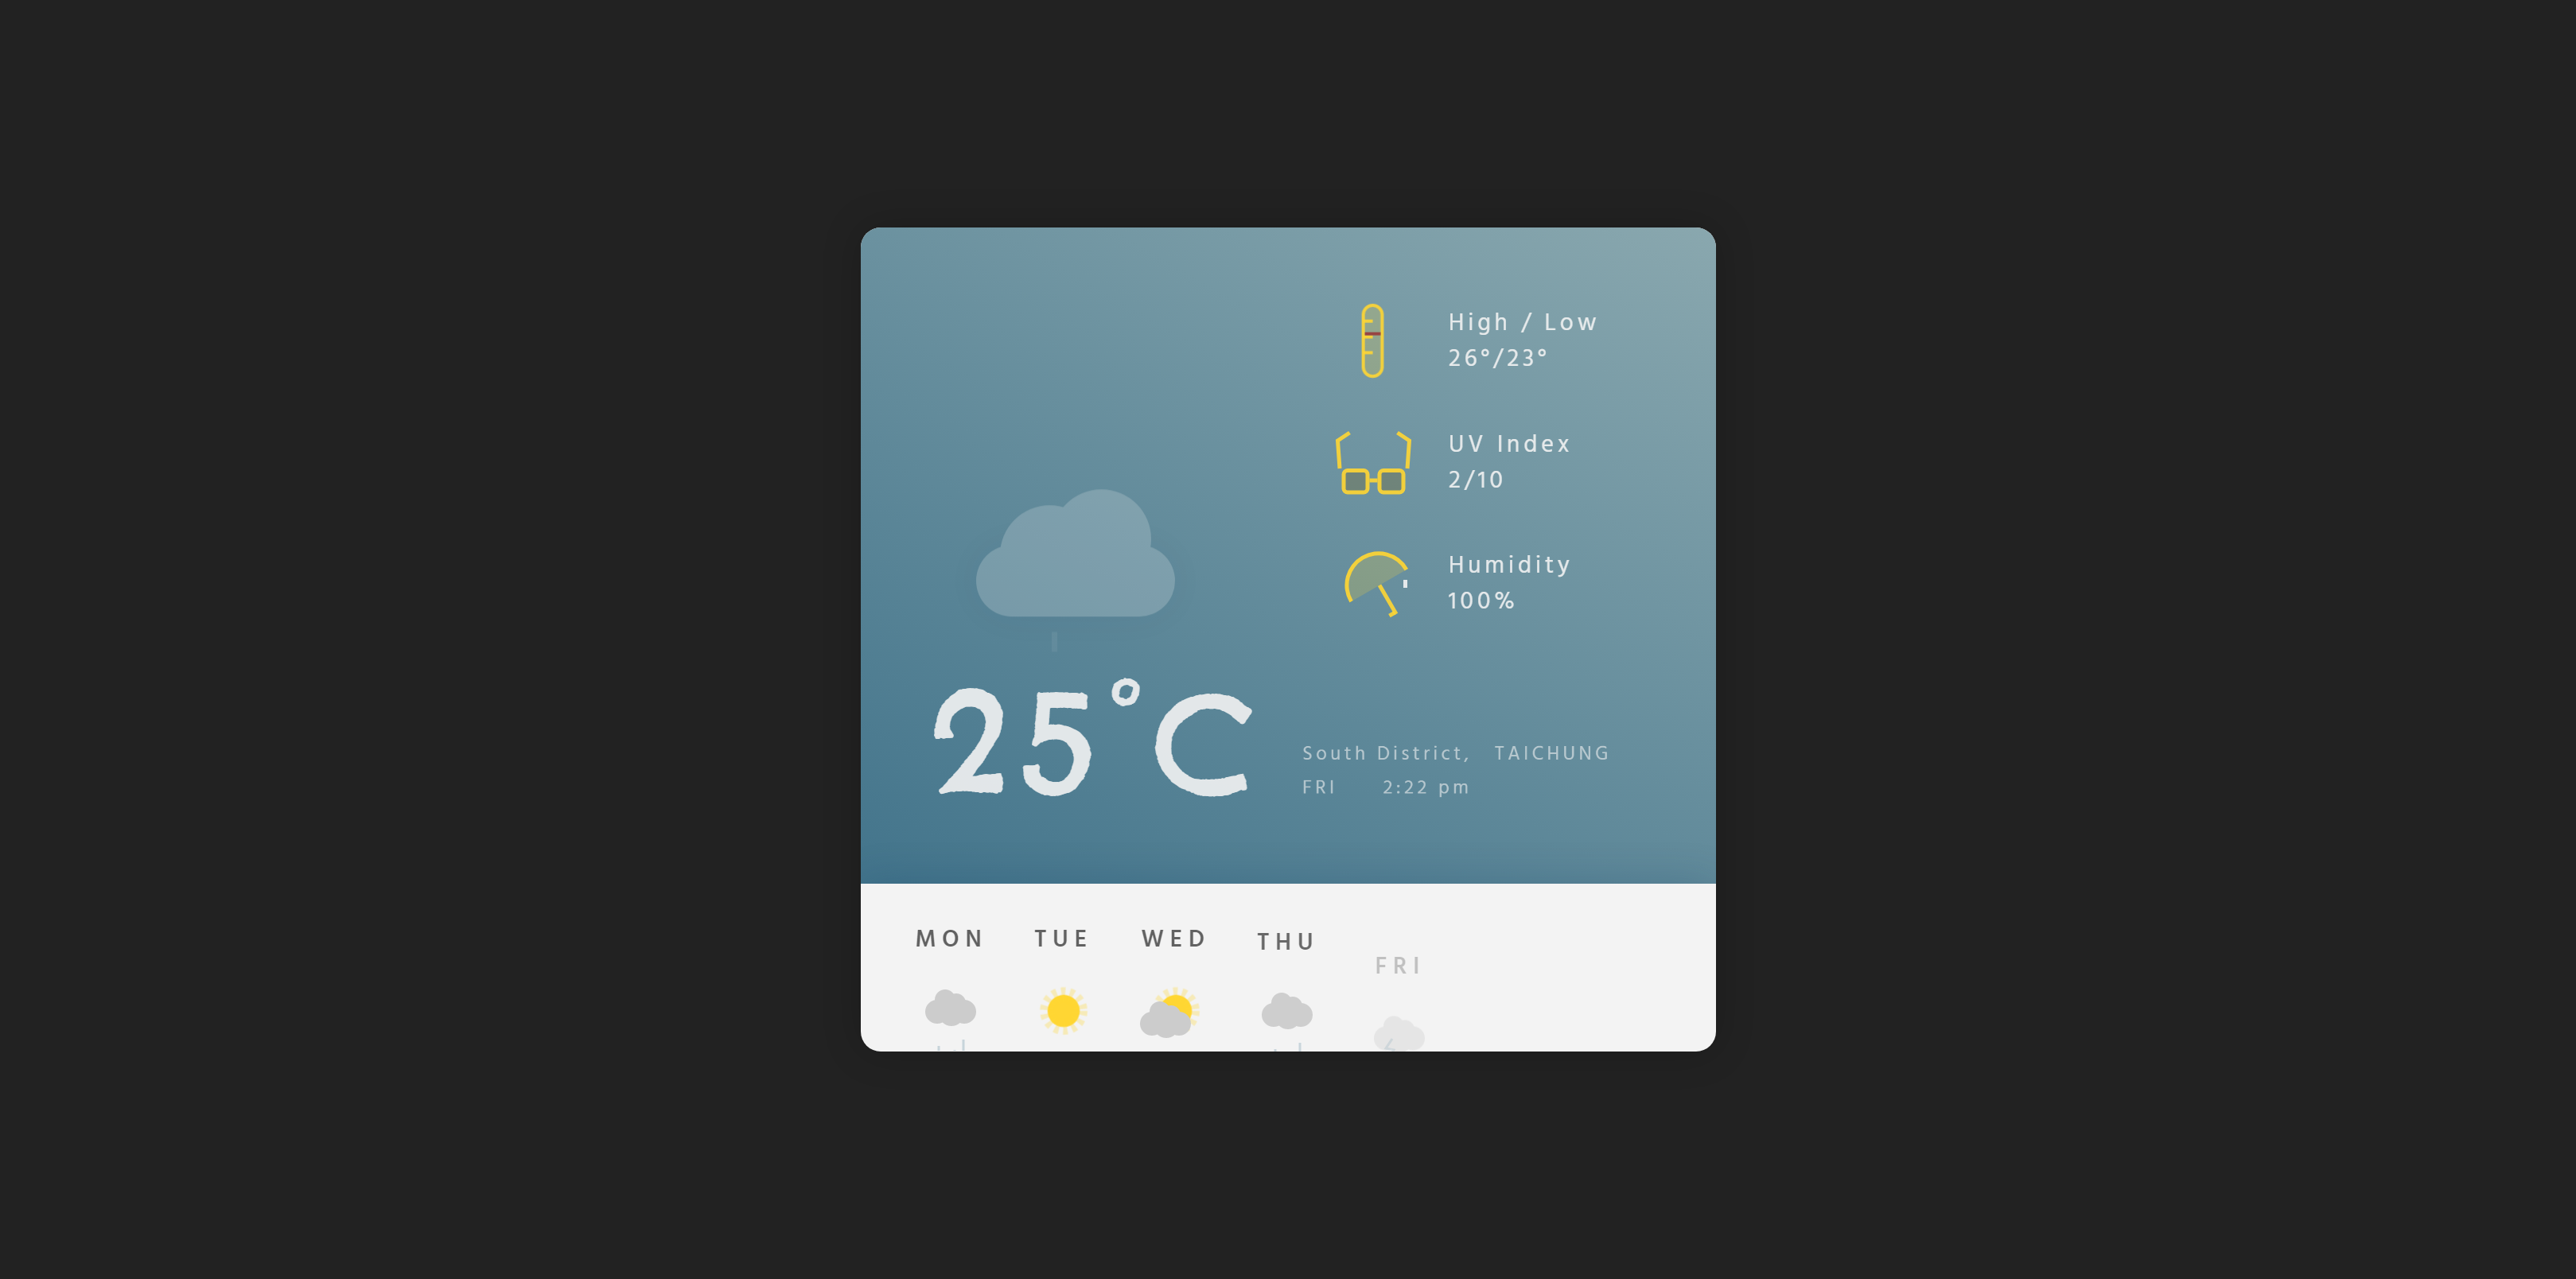 High / Low
26°/23°
UV Index
2/10
Humidity
100%
25°C
South District, TAICHUNG
FRI 2:22 pm
MON TUE WED THU FRI